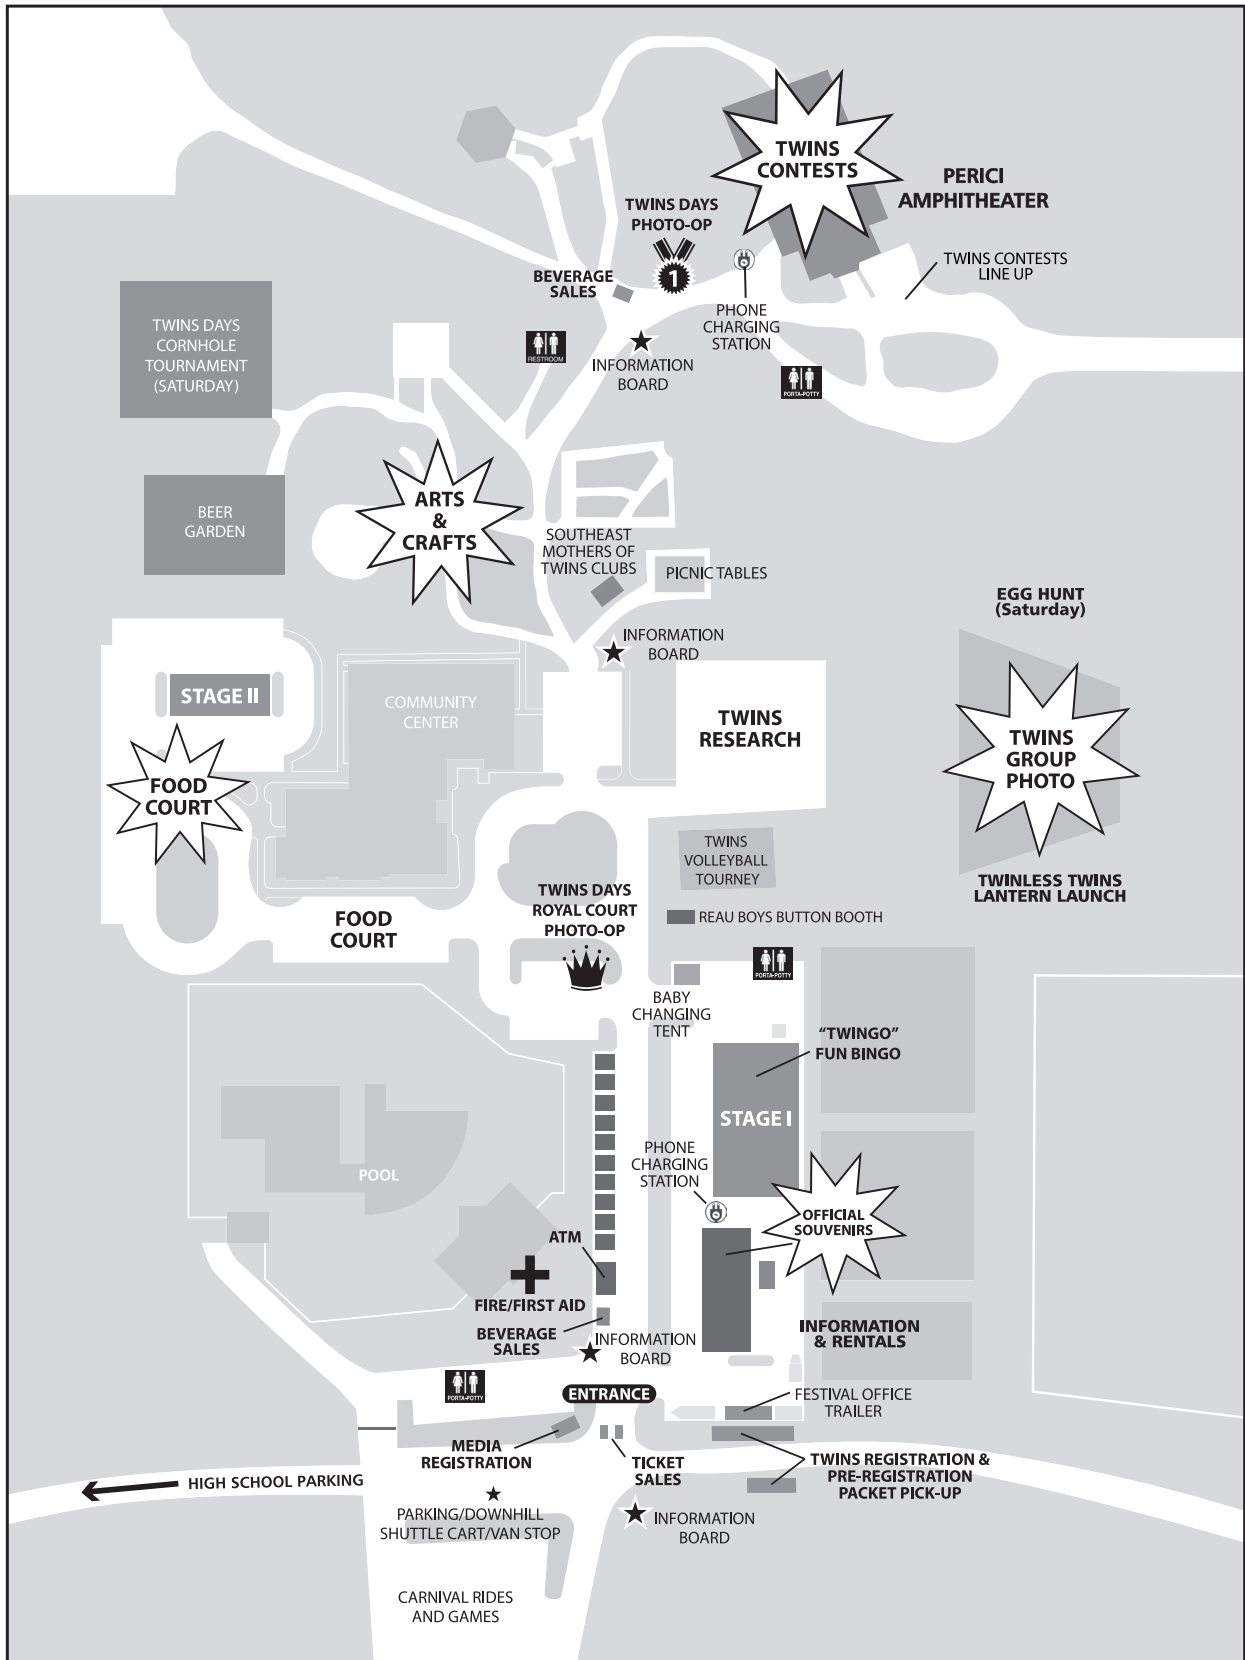 TWINS
CONTESTS
PERICI
AMPHITHEATER
TWINS DAYS
PHOTO-OP
1
TWINS CONTESTS
LINE UP
BEVERAGE
SALES
PHONE
CHARGING
STATION
TWINS DAYS
CORNHOLE
TOURNAMENT
(SATURDAY)
RESTROOM
INFORMATION
BOARD
PORTA-POTTY
ARTS
&
CRAFTS
BEER
GARDEN
SOUTHEAST
MOTHERS OF
TWINS CLUBS
PICNIC TABLES
EGG HUNT
(Saturday)
INFORMATION
BOARD
STAGE II
COMMUNITY
CENTER
TWINS
RESEARCH
TWINS
GROUP
PHOTO
FOOD
COURT
TWINS
VOLLEYBALL
TOURNEY
TWINLESS TWINS
LANTERN LAUNCH
TWINS DAYS
ROYAL COURT
PHOTO-OP
FOOD
COURT
REAU BOYS BUTTON BOOTH
PORTA-POTTY
BABY
CHANGING
TENT
“TWINGO”
FUN BINGO
STAGE I
PHONE
CHARGING
STATION
POOL
OFFICIAL
SOUVENIRS
ATM
FIRE/FIRST AID
BEVERAGE
SALES
INFORMATION
BOARD
INFORMATION
& RENTALS
PORTA-POTTY
ENTRANCE
FESTIVAL OFFICE
TRAILER
MEDIA
REGISTRATION
TICKET
SALES
TWINS REGISTRATION &
PRE-REGISTRATION
PACKET PICK-UP
HIGH SCHOOL PARKING
PARKING/DOWNHILL
SHUTTLE CART/VAN STOP
INFORMATION
BOARD
CARNIVAL RIDES
AND GAMES